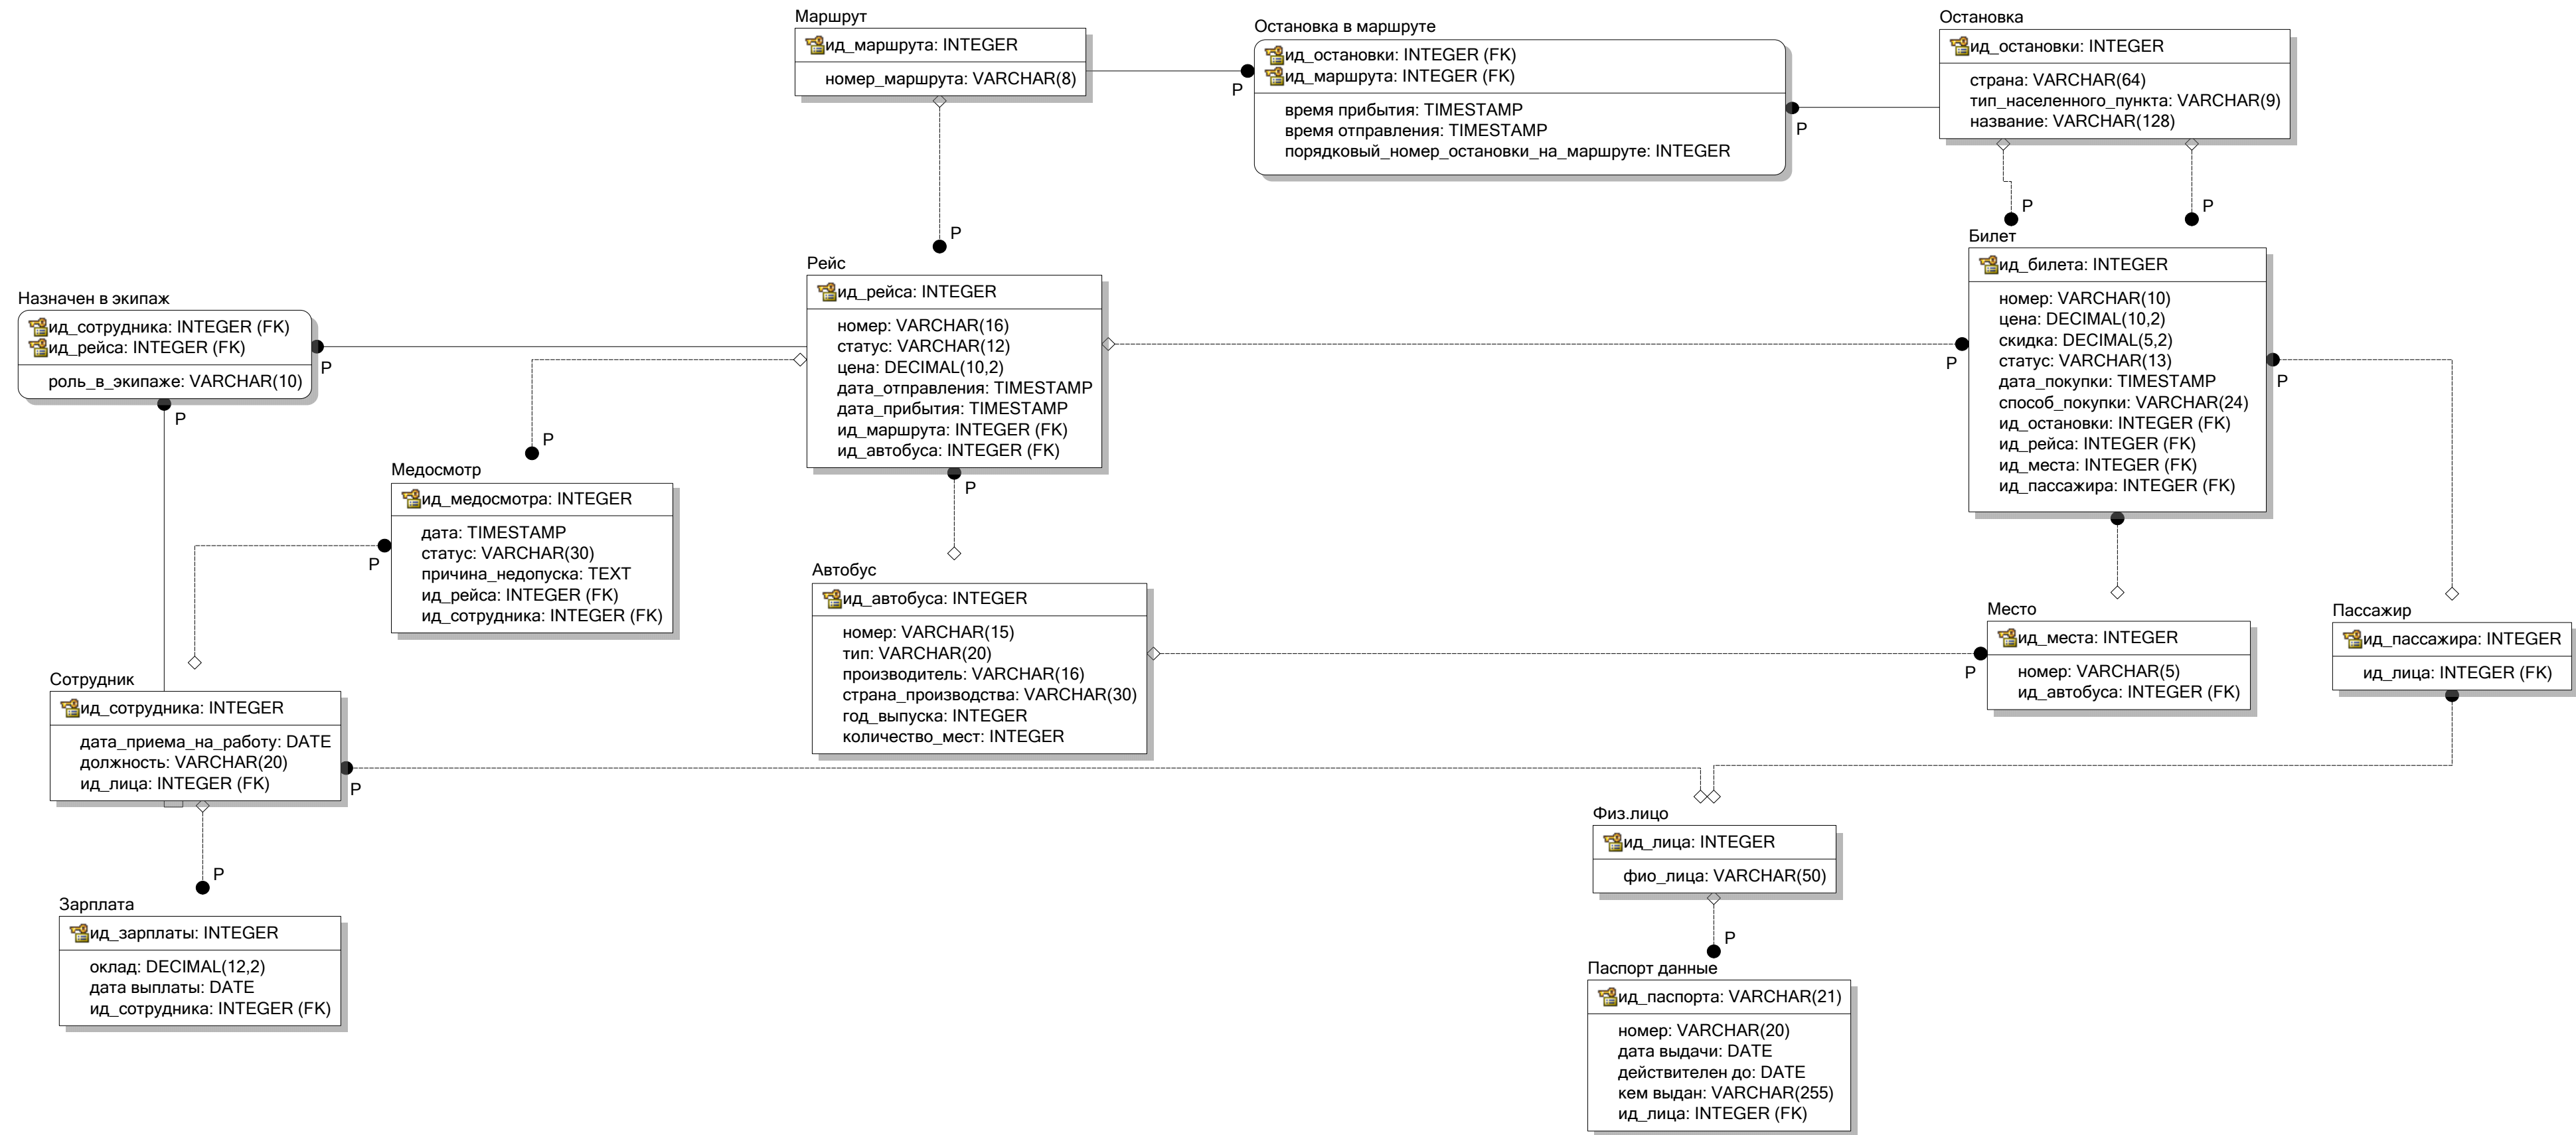 Маршрут
ид_маршрута: INTEGER
номер_маршрута: VARCHAR(8)
P
Остановка в маршруте
ид_остановки: INTEGER (FK)
ид_маршрута: INTEGER (FK)
время прибытия: TIMESTAMP
время отправления: TIMESTAMP
порядковый_номер_остановки_на_маршруте: INTEGER
P
Остановка
ид_остановки: INTEGER
страна: VARCHAR(64)
тип_населенного_пункта: VARCHAR(9)
название: VARCHAR(128)
P
P
P
Назначен в экипаж
ид_сотрудника: INTEGER (FK)
ид_рейса: INTEGER (FK)
роль_в_экипаже: VARCHAR(10)
P
P
Рейс
ид_рейса: INTEGER
номер: VARCHAR(16)
статус: VARCHAR(12)
цена: DECIMAL(10,2)
дата_отправления: TIMESTAMP
дата_прибытия: TIMESTAMP
ид_маршрута: INTEGER (FK)
ид_автобуса: INTEGER (FK)
P
P
Билет
ид_билета: INTEGER
номер: VARCHAR(10)
цена: DECIMAL(10,2)
скидка: DECIMAL(5,2)
статус: VARCHAR(13)
дата_покупки: TIMESTAMP
способ_покупки: VARCHAR(24)
ид_остановки: INTEGER (FK)
ид_рейса: INTEGER (FK)
ид_места: INTEGER (FK)
ид_пассажира: INTEGER (FK)
P
P
Медосмотр
ид_медосмотра: INTEGER
дата: TIMESTAMP
статус: VARCHAR(30)
причина_недопуска: TEXT
ид_рейса: INTEGER (FK)
ид_сотрудника: INTEGER (FK)
P
Автобус
ид_автобуса: INTEGER
номер: VARCHAR(15)
тип: VARCHAR(20)
производитель: VARCHAR(16)
страна_производства: VARCHAR(30)
год_выпуска: INTEGER
количество_мест: INTEGER
P
Место
ид_места: INTEGER
номер: VARCHAR(5)
ид_автобуса: INTEGER (FK)
Пассажир
ид_пассажира: INTEGER
ид_лица: INTEGER (FK)
Сотрудник
ид_сотрудника: INTEGER
дата_приема_на_работу: DATE
должность: VARCHAR(20)
ид_лица: INTEGER (FK)
P
P
Физ.лицо
ид_лица: INTEGER
фио_лица: VARCHAR(50)
P
Зарплата
ид_зарплаты: INTEGER
оклад: DECIMAL(12,2)
дата выплаты: DATE
ид_сотрудника: INTEGER (FK)
Паспорт данные
ид_паспорта: VARCHAR(21)
номер: VARCHAR(20)
дата выдачи: DATE
действителен до: DATE
кем выдан: VARCHAR(255)
ид_лица: INTEGER (FK)